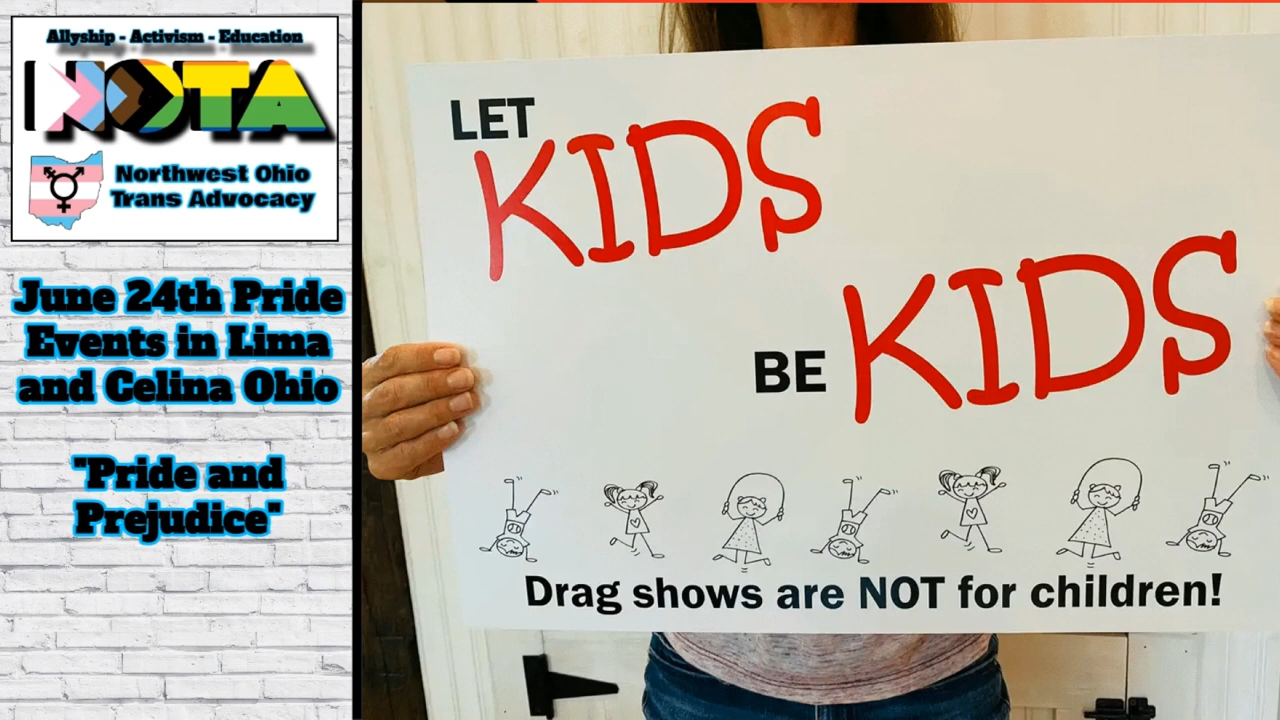 Allyship - Activism - Education
NOTA
Northwest Ohio
Trans Advocacy
June 24th Pride
Events in Lima
and Celina Ohio
"Pride and
Prejudice"
LET
KIDS
BE KIDS
Drag shows are NOT for children!